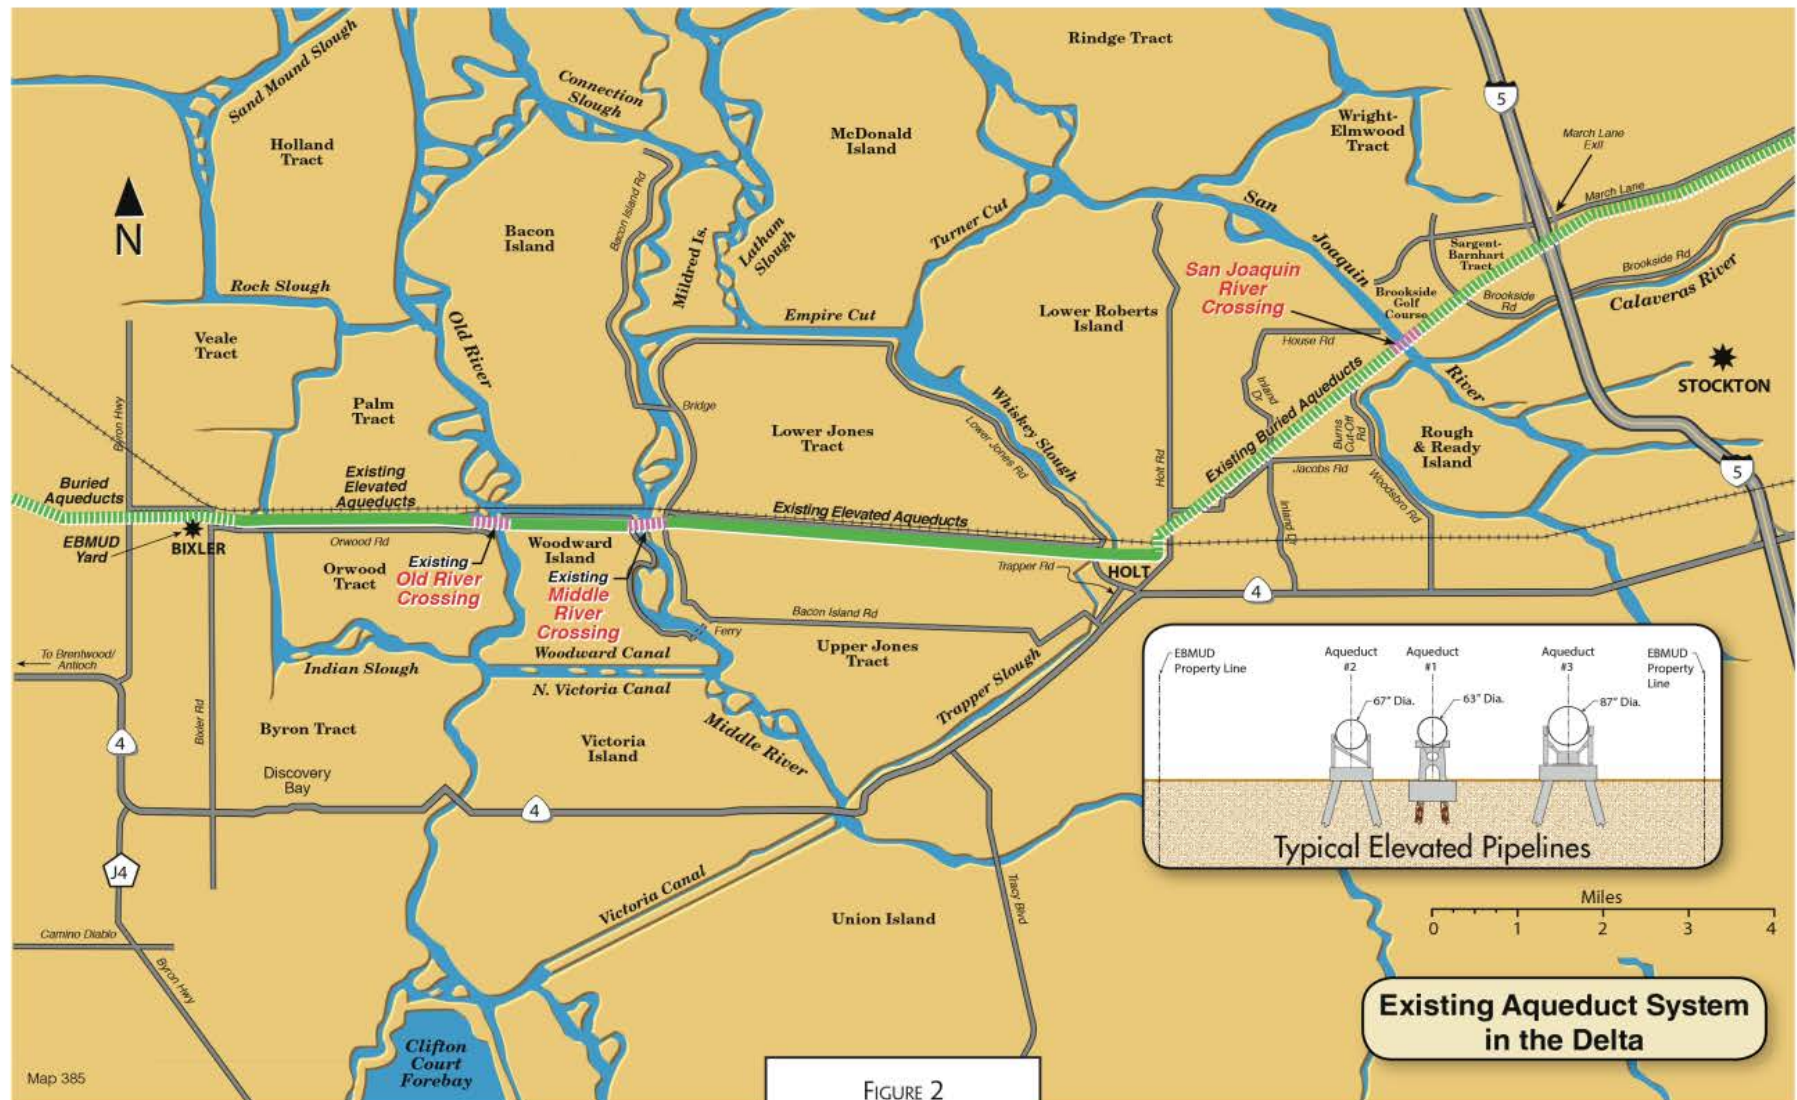 Rindge Tract
Sand Mound Slough
Connection
Slough
5
Holland
Tract
McDonald
Island
Wright-
Elmwood
Tract
March Lane
Exit
March Lane
N
Bacon Island Rd
Bacon
Island
Mildred Is.
Latham
Slough
Turner Cut
San
Joaquin
River
Sargent-
Barnhart
Tract
Brookside Rd
Calaveras River
San Joaquin
River
Crossing
Brookside
Golf
Course
Brookside
Rd
Rock Slough
Old River
Empire Cut
Lower Roberts
Island
House Rd
Veale
Tract
STOCKTON
Byron Hwy
Palm
Tract
Bridge
Lower Jones
Tract
Whiskey Slough
Lower Jones Rd
Holt Rd
Inland
Dr
Existing Buried Aqueducts
Burns
Cut-Off
Rd
Rough
& Ready
Island
Jacobs Rd
Woodsbro Rd
Inland Dr
5
Buried
Aqueducts
Existing
Elevated
Aqueducts
Existing Elevated Aqueducts
EBMUD
Yard
BIXLER
Orwood Rd
Orwood
Tract
Existing
Old River
Crossing
Woodward
Island
Existing
Middle
River
Crossing
Trapper Rd
HOLT
4
Bacon Island Rd
Ferry
Upper Jones
Tract
To Brentwood/
Antioch
Indian Slough
Woodward Canal
N. Victoria Canal
Trapper Slough
Bixler Rd
Byron Tract
Middle River
Victoria
Island
4
Discovery
Bay
4
J4
Victoria Canal
Union Island
Tracy Blvd
Camino Diablo
Byron Hwy
Clifton
Court
Forebay
EBMUD
Property Line
Aqueduct
#2
Aqueduct
#1
Aqueduct
#3
EBMUD
Property
Line
67" Dia.
63" Dia.
87" Dia.
Typical Elevated Pipelines
Miles
0 1 2 3 4
Existing Aqueduct System
in the Delta
Map 385
FIGURE 2